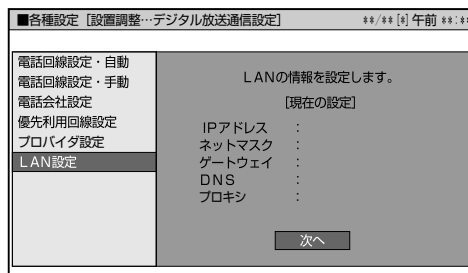 ■各種設定［設置調整…デジタル放送通信設定］ **/**[*]午前**:**
電話回線設定・自動
電話回線設定・手動
電話会社設定
優先利用回線設定
プロバイダ設定
LAN設定
LANの情報を設定します。
[現在の設定]
IPアドレス :
ネットマスク :
ゲートウェイ :
DNS :
プロキシ :
次へ